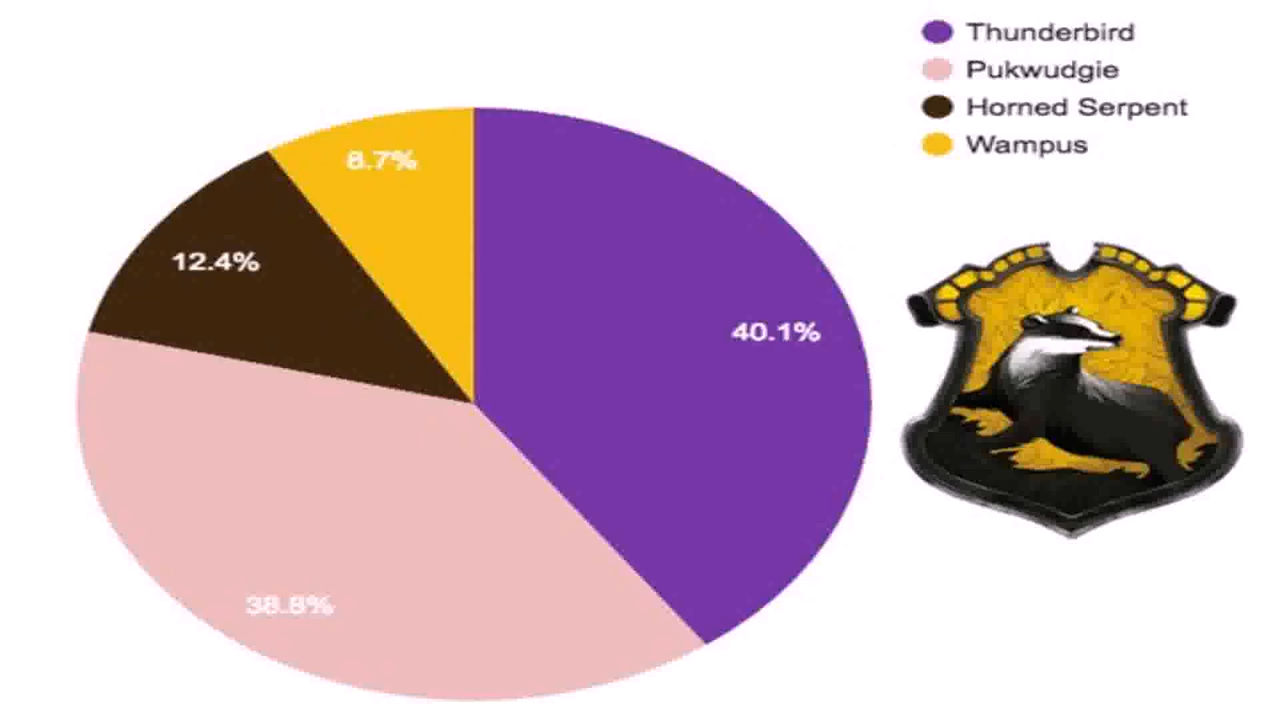 Thunderbird
Pukwudgie
Horned Serpent
Wampus
8.7%
12.4%
40.1%
38.8%